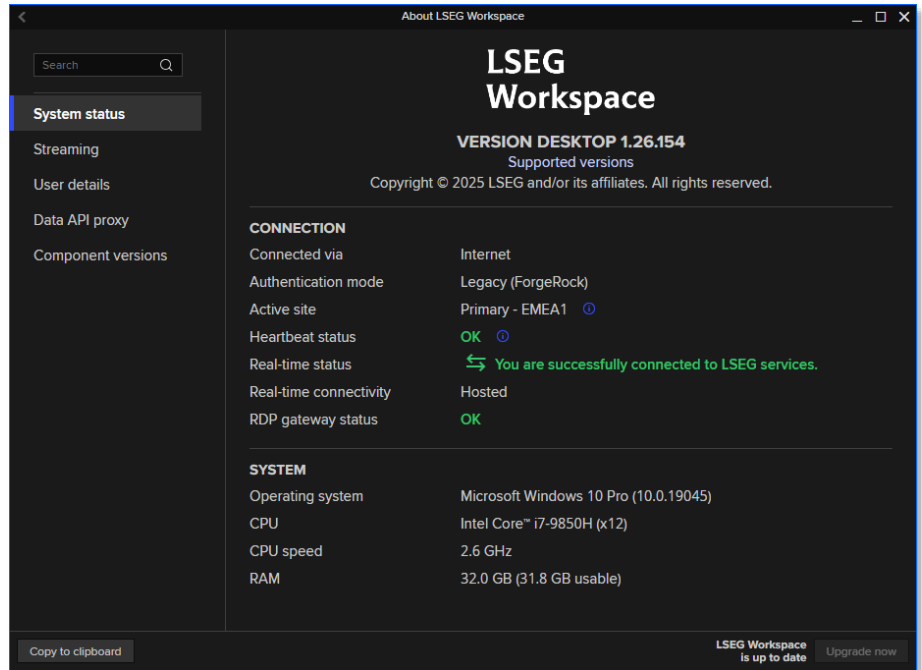 About LSEG Workspace
Search
System status
Streaming
User details
Data API proxy
Component versions
LSEG
Workspace
VERSION DESKTOP 1.26.154
Supported versions
Copyright © 2025 LSEG and/or its affiliates. All rights reserved.
CONNECTION
Connected via Internet
Authentication mode Legacy (ForgeRock)
Active site Primary - EMEA1
Heartbeat status OK
Real-time status You are successfully connected to LSEG services.
Real-time connectivity Hosted
RDP gateway status OK
SYSTEM
Operating system Microsoft Windows 10 Pro (10.0.19045)
CPU Intel Core™ i7-9850H (x12)
CPU speed 2.6 GHz
RAM 32.0 GB (31.8 GB usable)
Copy to clipboard
LSEG Workspace
is up to date
Upgrade now